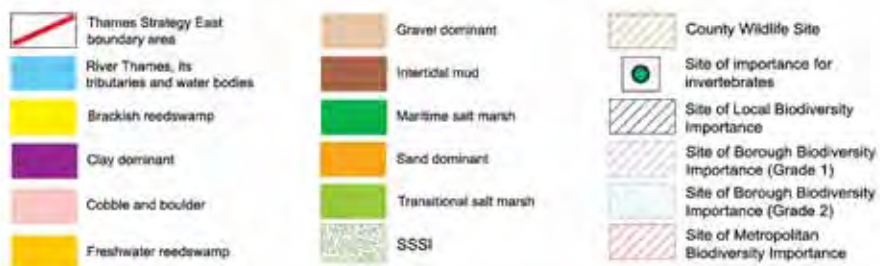 Thames Strategy East
boundary area
River Thames, its
tributaries and water bodies
Brackish reedswamp
Clay dominant
Cobble and boulder
Freshwater reedswamp
Gravel dominant
Intertidal mud
Maritime salt marsh
Sand dominant
Transitional salt marsh
SSSI
County Wildlife Site
Site of importance for
invertebrates
Site of Local Biodiversity
Importance
Site of Borough Biodiversity
Importance (Grade 1)
Site of Borough Biodiversity
Importance (Grade 2)
Site of Metropolitan
Biodiversity Importance